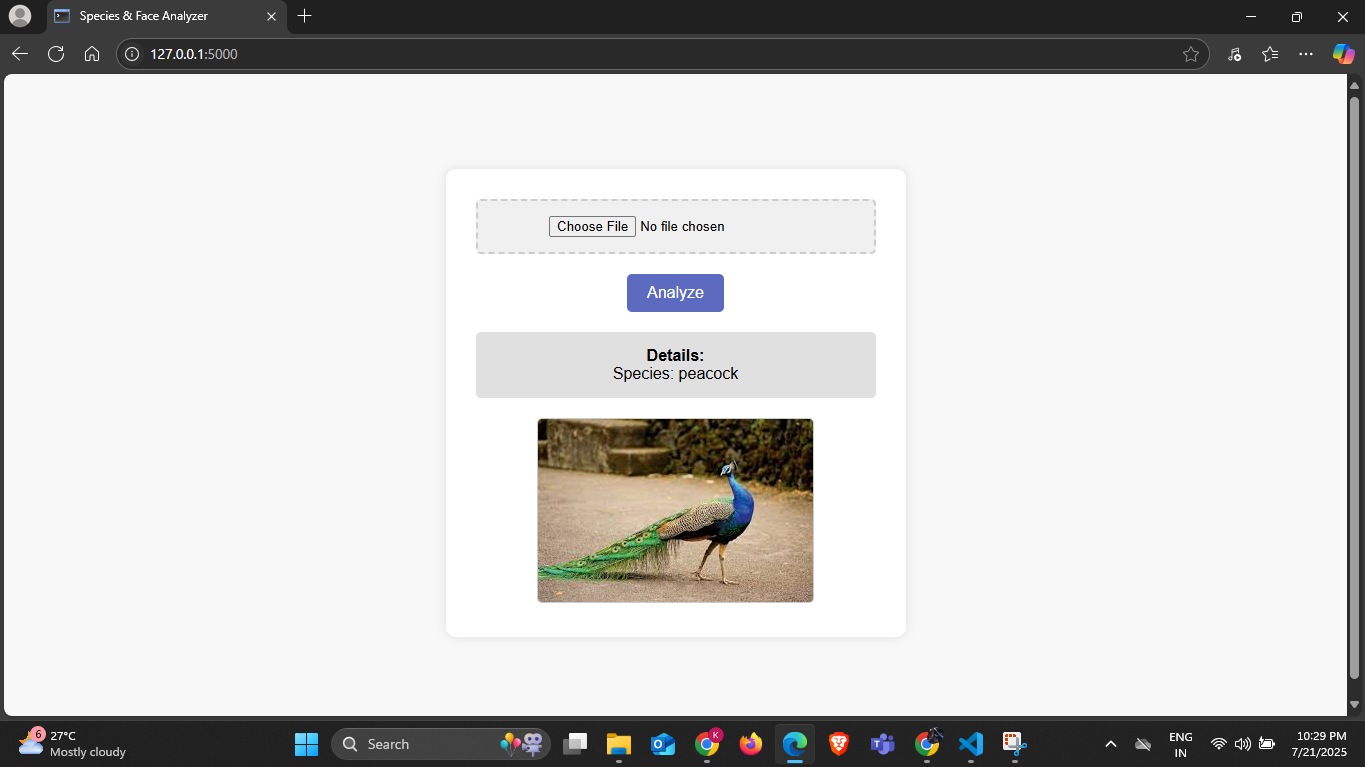 Species & Face Analyzer
127.0.0.1:5000
Choose File No file chosen
Analyze
Details:
Species: peacock
6
27°C
Mostly cloudy
Search
K
ENG
IN
10:29 PM
7/21/2025